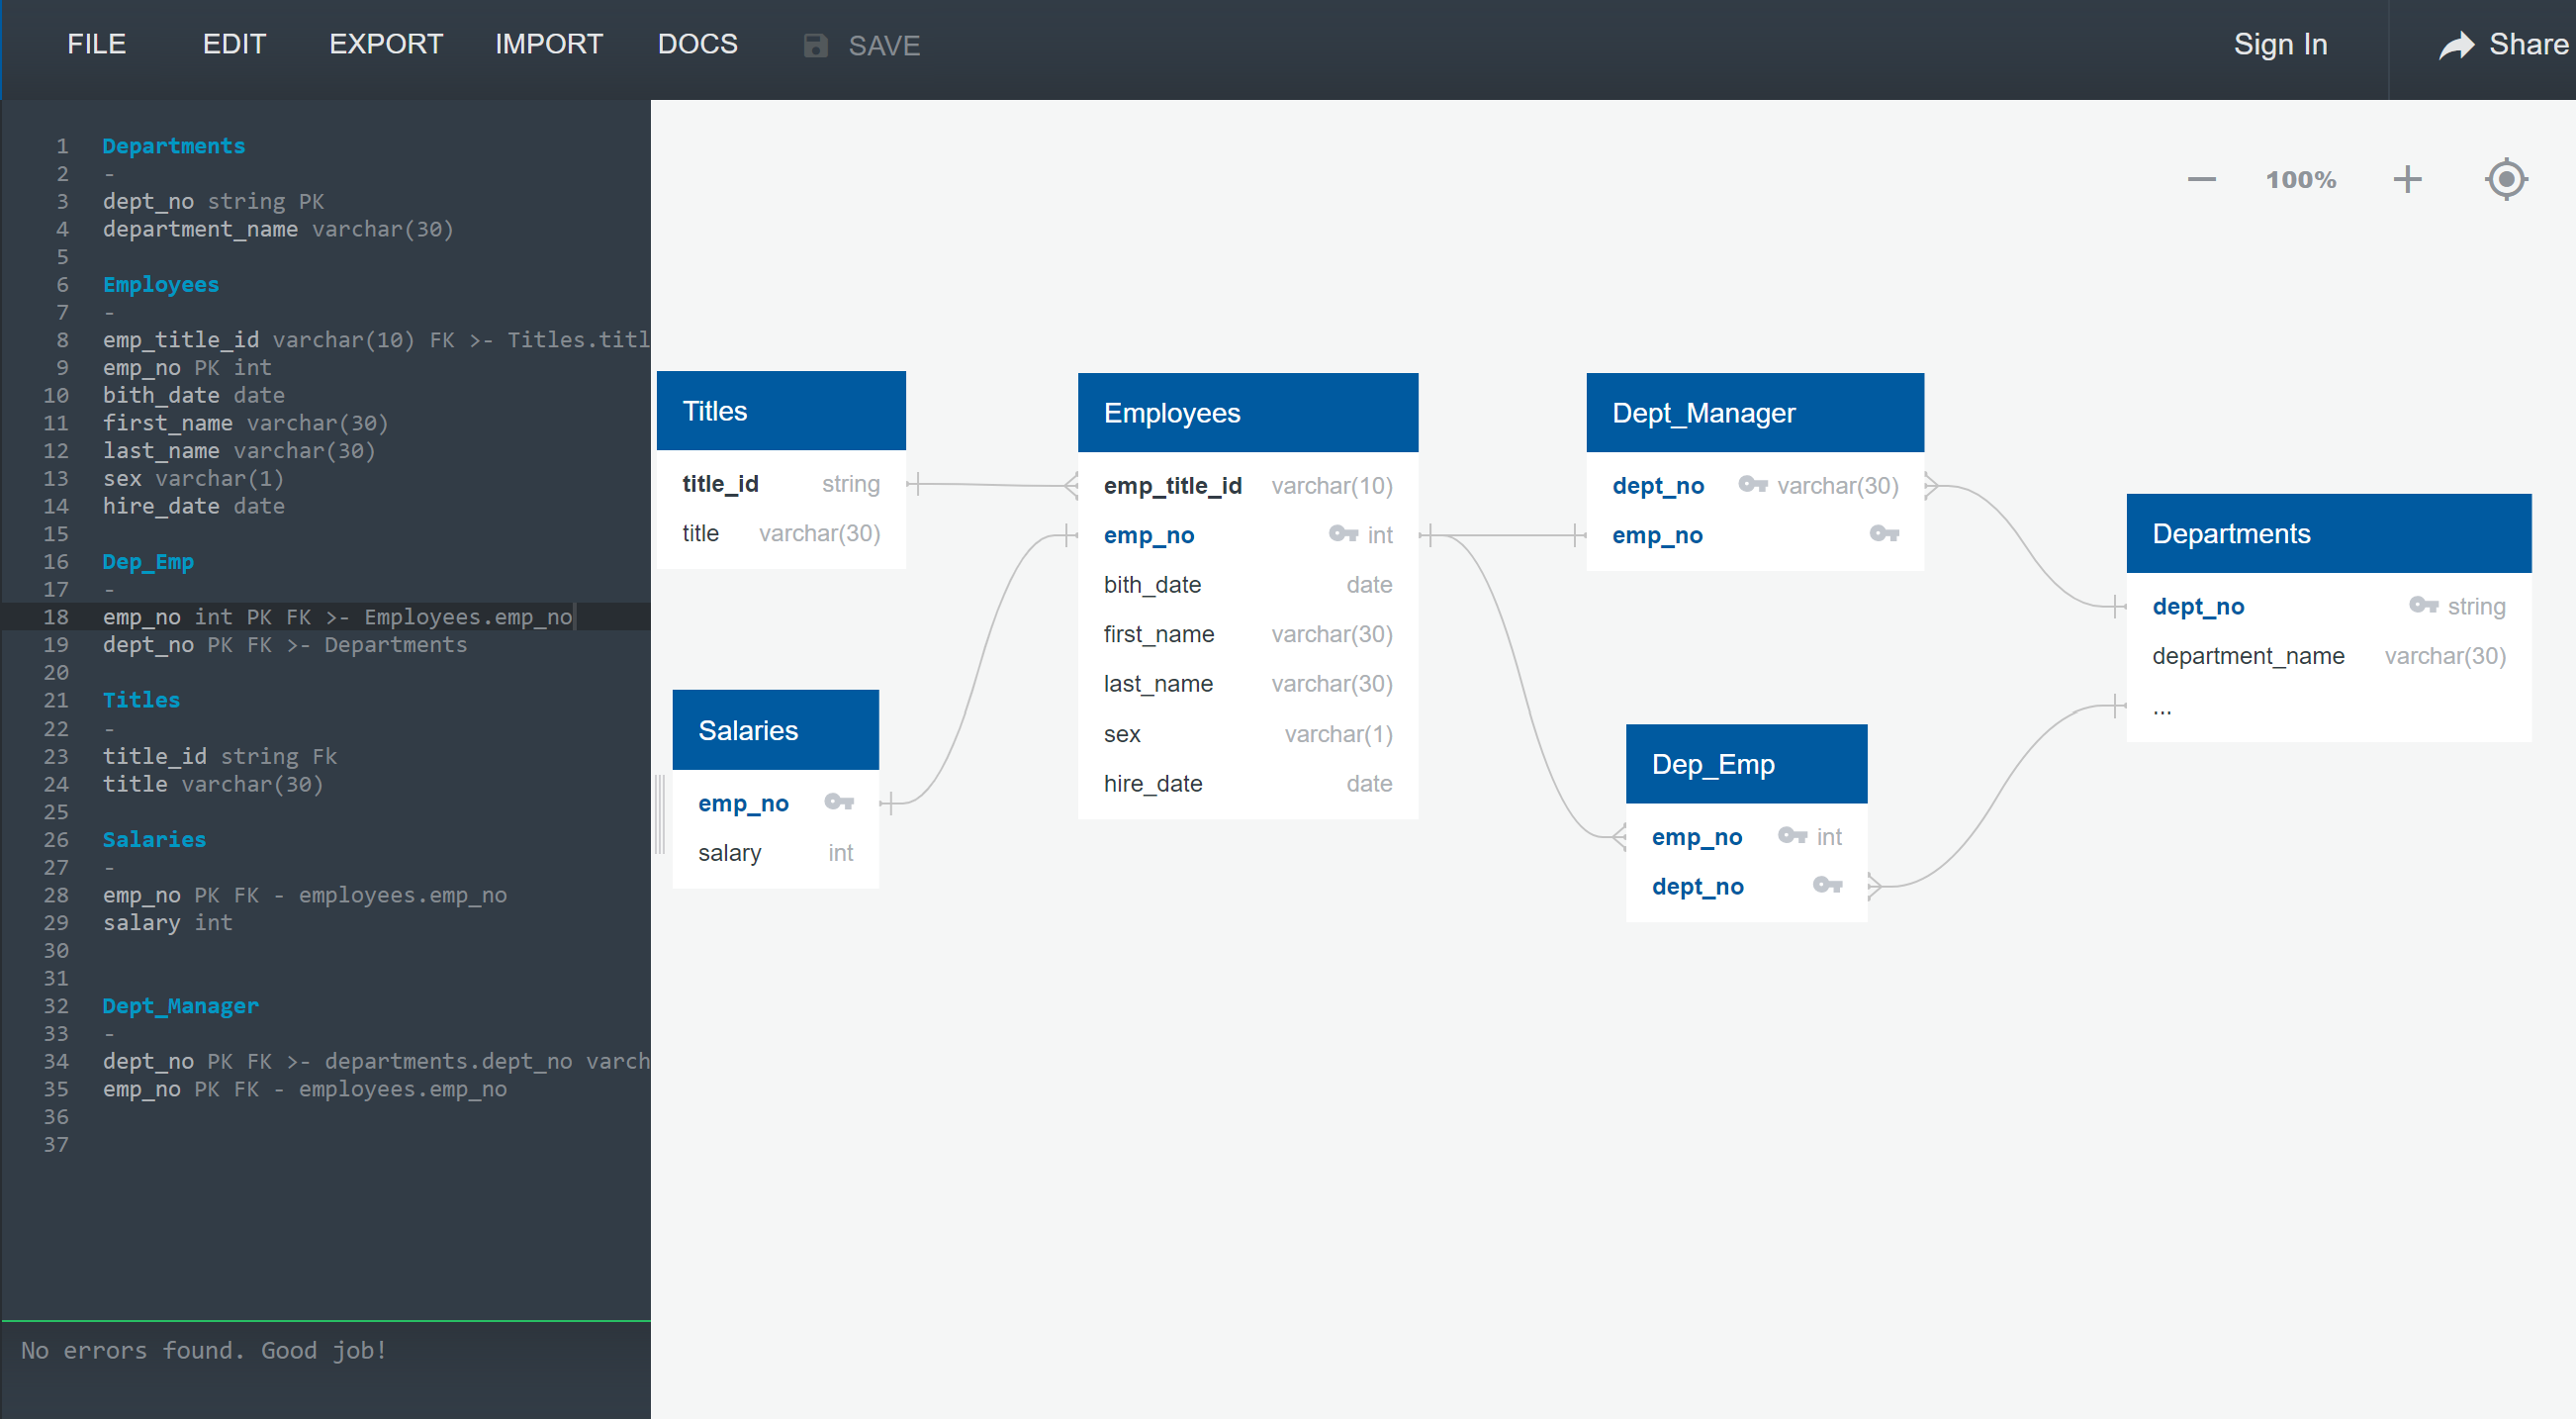 FILE EDIT EXPORT IMPORT DOCS SAVE Sign In Share
1 Departments
2 -
3 dept_no string PK
4 department_name varchar(30)
5
6 Employees
7 -
8 emp_title_id varchar(10) FK >- Titles.titl
9 emp_no PK int
10 bith_date date
11 first_name varchar(30)
12 last_name varchar(30)
13 sex varchar(1)
14 hire_date date
15
16 Dep_Emp
17 -
18 emp_no int PK FK >- Employees.emp_no
19 dept_no PK FK >- Departments
20
21 Titles
22 -
23 title_id string Fk
24 title varchar(30)
25
26 Salaries
27 -
28 emp_no PK FK - employees.emp_no
29 salary int
30
31
32 Dept_Manager
33 -
34 dept_no PK FK >- departments.dept_no varch
35 emp_no PK FK - employees.emp_no
36
37
No errors found. Good job!
100%
Titles
title_id string
title varchar(30)
Salaries
emp_no
salary int
Employees
emp_title_id varchar(10)
emp_no int
bith_date date
first_name varchar(30)
last_name varchar(30)
sex varchar(1)
hire_date date
Dept_Manager
dept_no varchar(30)
emp_no
Dep_Emp
emp_no int
dept_no
Departments
dept_no string
department_name varchar(30)
...